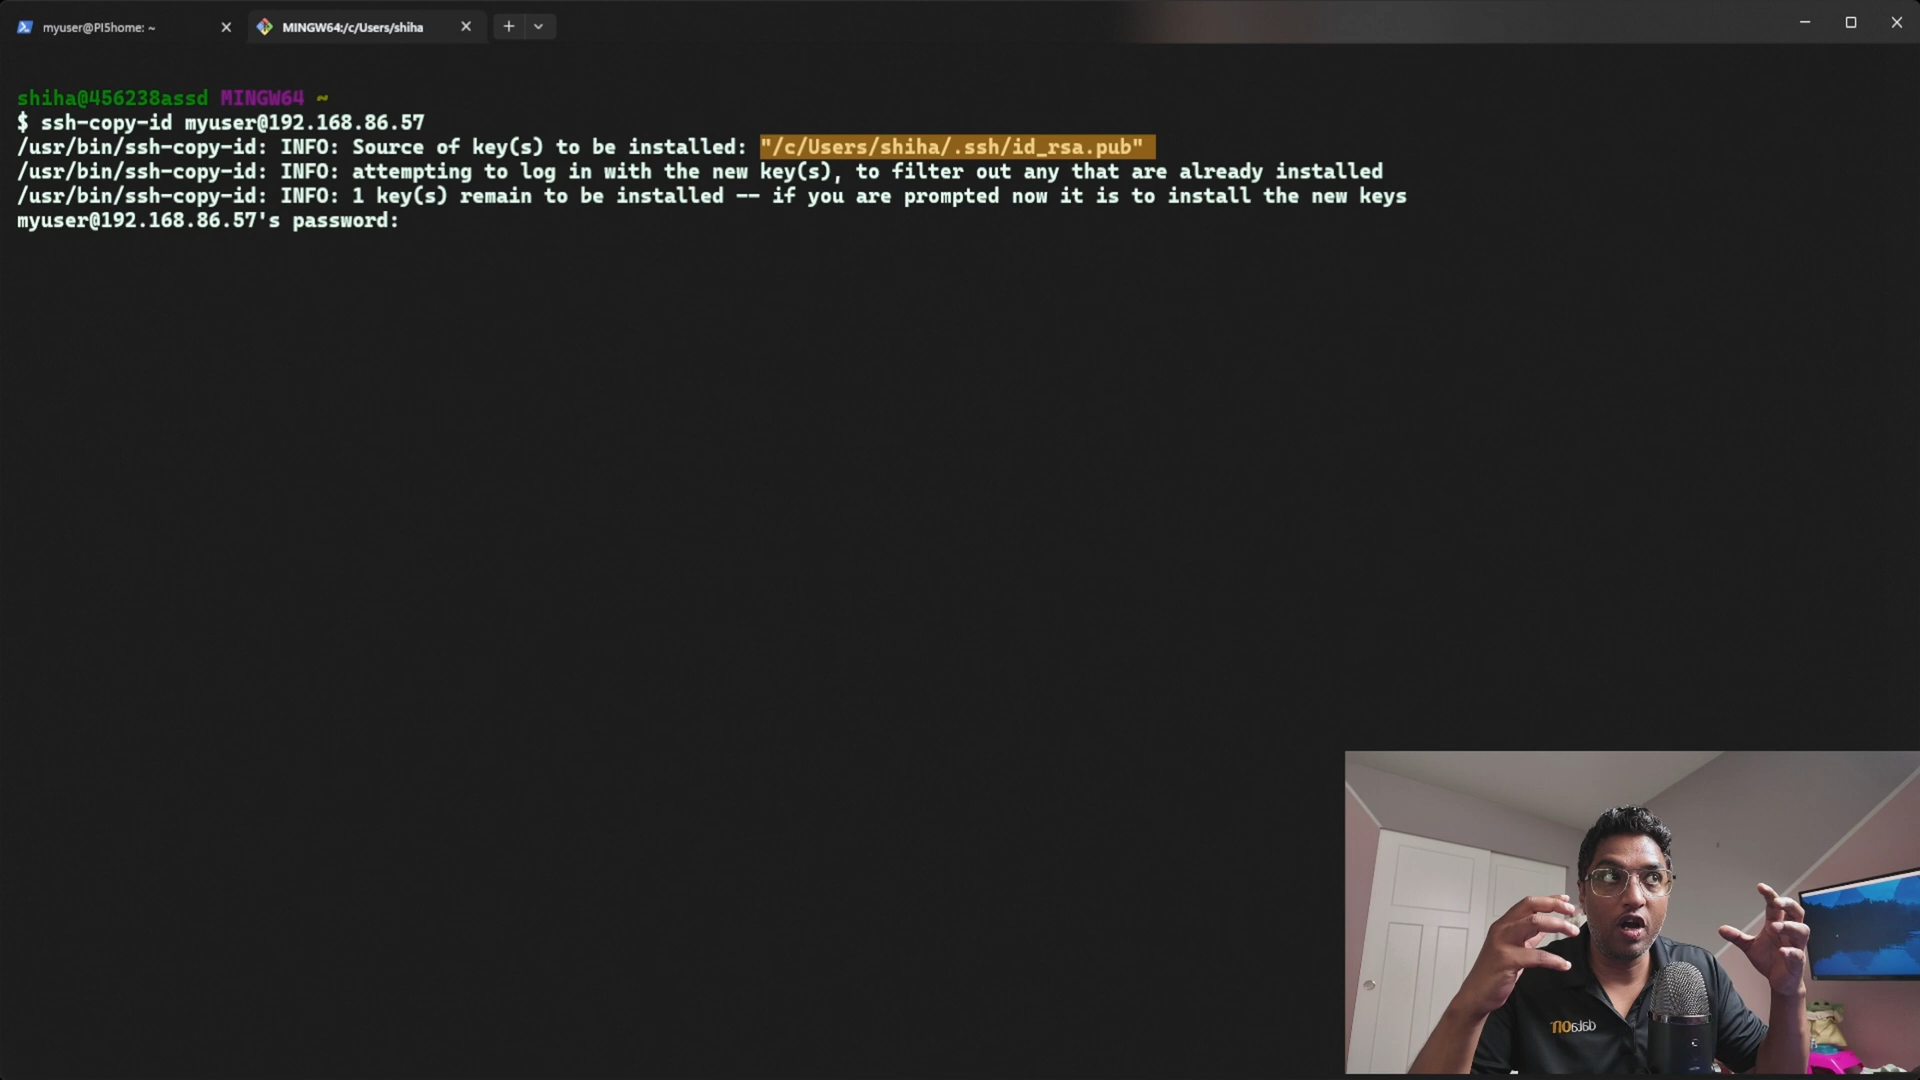 myuser@PI5home: ~
MINGW64:/c/Users/shiha
shiha@456238assd MINGW64 ~
$ ssh-copy-id myuser@192.168.86.57
/usr/bin/ssh-copy-id: INFO: Source of key(s) to be installed: "/c/Users/shiha/.ssh/id_rsa.pub"
/usr/bin/ssh-copy-id: INFO: attempting to log in with the new key(s), to filter out any that are already installed
/usr/bin/ssh-copy-id: INFO: 1 key(s) remain to be installed -- if you are prompted now it is to install the new keys
myuser@192.168.86.57's password:
dataON